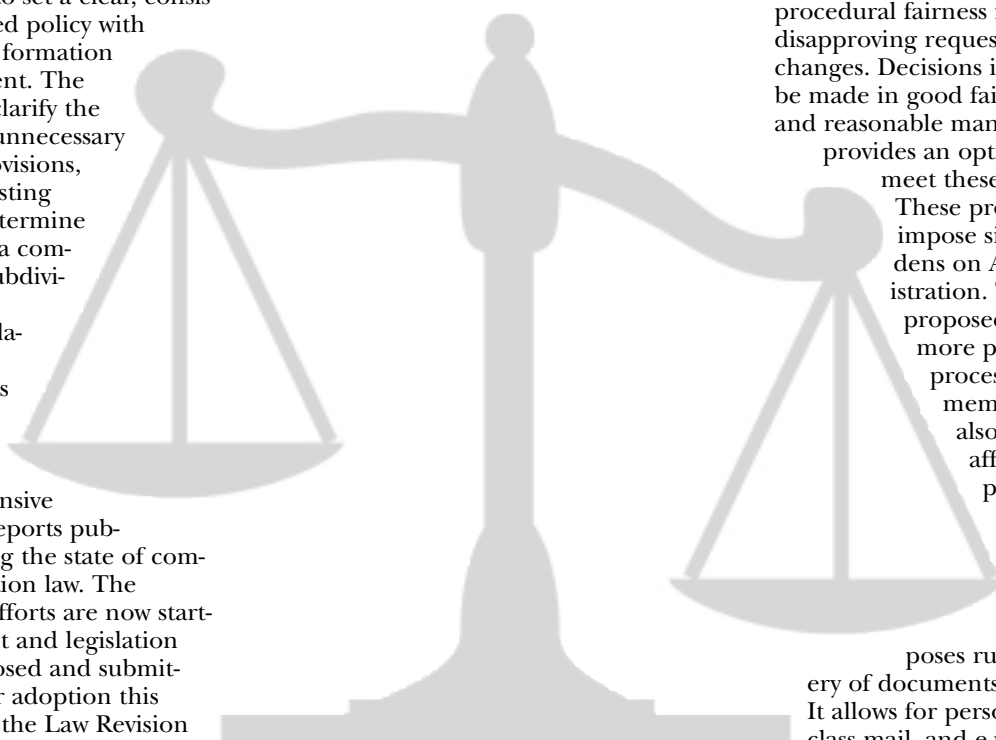 o set a clear, consis
ed policy with
formation
ent. The
clarify the
unnecessary
ovisions,
sting
termine
a com-
ubdivi-
la-
s
nsive
eports pub-
g the state of com-
tion law. The
fforts are now start-
t and legislation
osed and submit-
r adoption this
the Law Revision
procedural fairness
disapproving reques
changes. Decisions i
be made in good fai
and reasonable man
provides an opt
meet these
These pro
impose si
dens on A
istration. T
proposed
more p
proces
mem
also
aff
p
poses ru
ery of documents
It allows for perso
class mail, and e